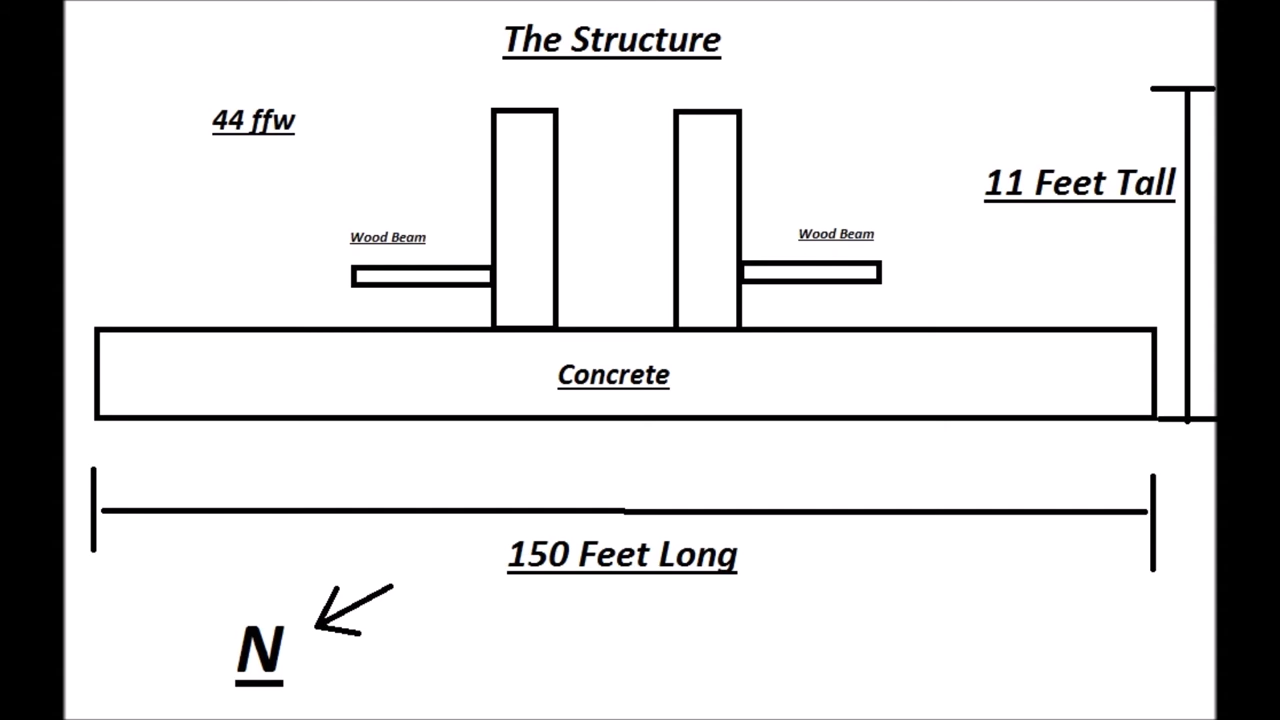 The Structure
44 ffw
11 Feet Tall
Wood Beam
Wood Beam
Concrete
150 Feet Long
N